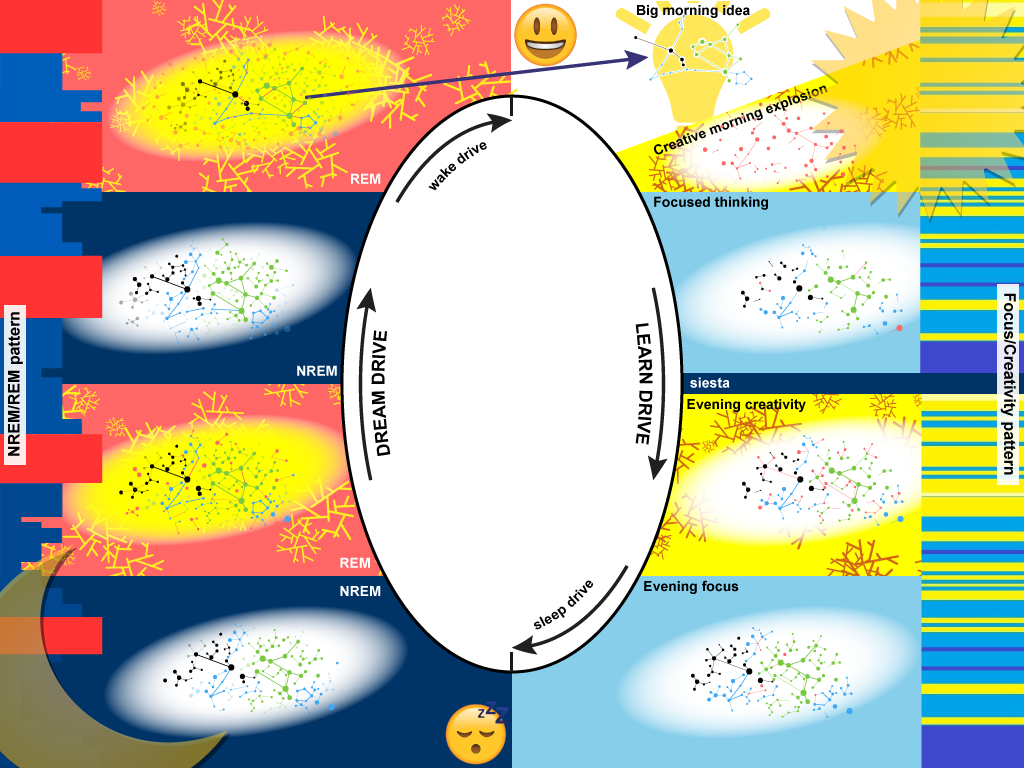 Big morning idea
Creative morning explosion
wake drive
REM
Focused thinking
NREM/REM pattern
NREM
DREAM DRIVE
LEARN DRIVE
Focus/Creativity pattern
siesta
Evening creativity
REM
NREM
Evening focus
sleep drive
zzZ